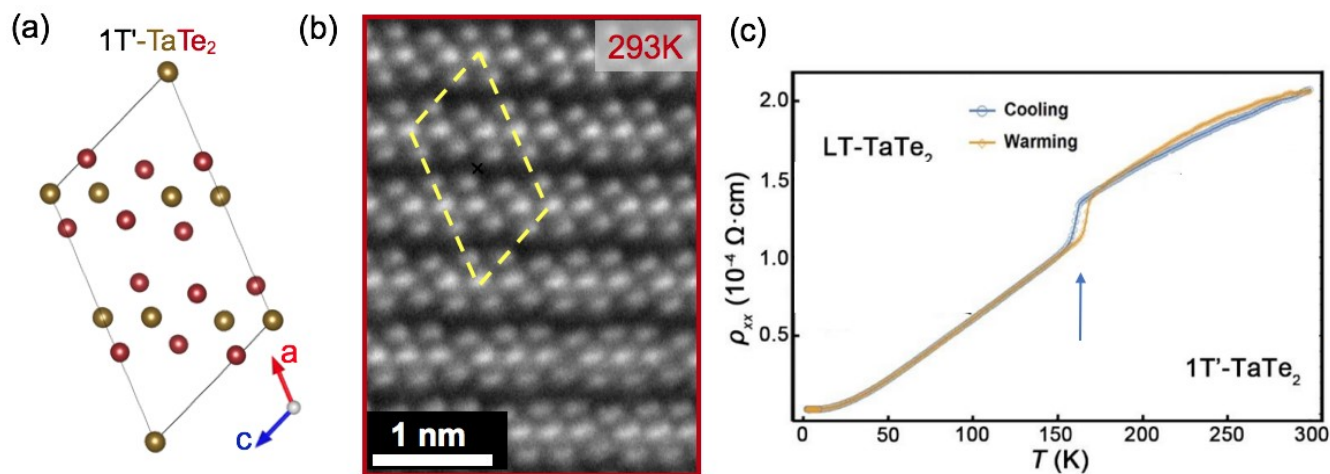 (a)
1T'-TaTe₂
a
c
(b)
293K
1 nm
(c)
Cooling
Warming
LT-TaTe₂
1T’-TaTe₂
ρxx (10⁻⁴ Ω·cm)
2.0
1.5
1.0
0.5
0 50 100 150 200 250 300
T (K)